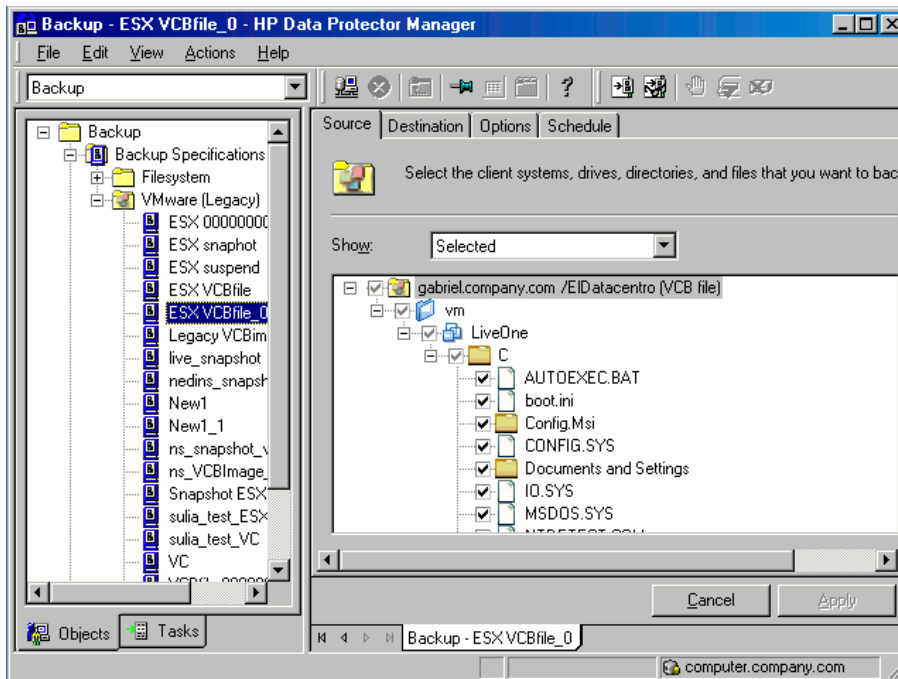 Backup - ESX VCBfile_0 - HP Data Protector Manager
File Edit View Actions Help
Backup
Backup
Backup Specifications
Filesystem
VMware (Legacy)
ESX 00000000
ESX snaphot
ESX suspend
ESX VCBfile
ESX VCBfile_0
Legacy VCBim
live_snapshot
nedins_snapsh
New1
New1_1
ns_snapshot_v
ns_VCBImage_
Snapshot ESX
sulia_test_ESX
sulia_test_VC
VC
Objects Tasks
Source Destination Options Schedule
Select the client systems, drives, directories, and files that you want to bac
Show: Selected
gabriel.company.com /ElDatacentro (VCB file)
vm
LiveOne
C
AUTOEXEC.BAT
boot.ini
Config.Msi
CONFIG.SYS
Documents and Settings
IO.SYS
MSDOS.SYS
Cancel Apply
Backup - ESX VCBfile_0
computer.company.com